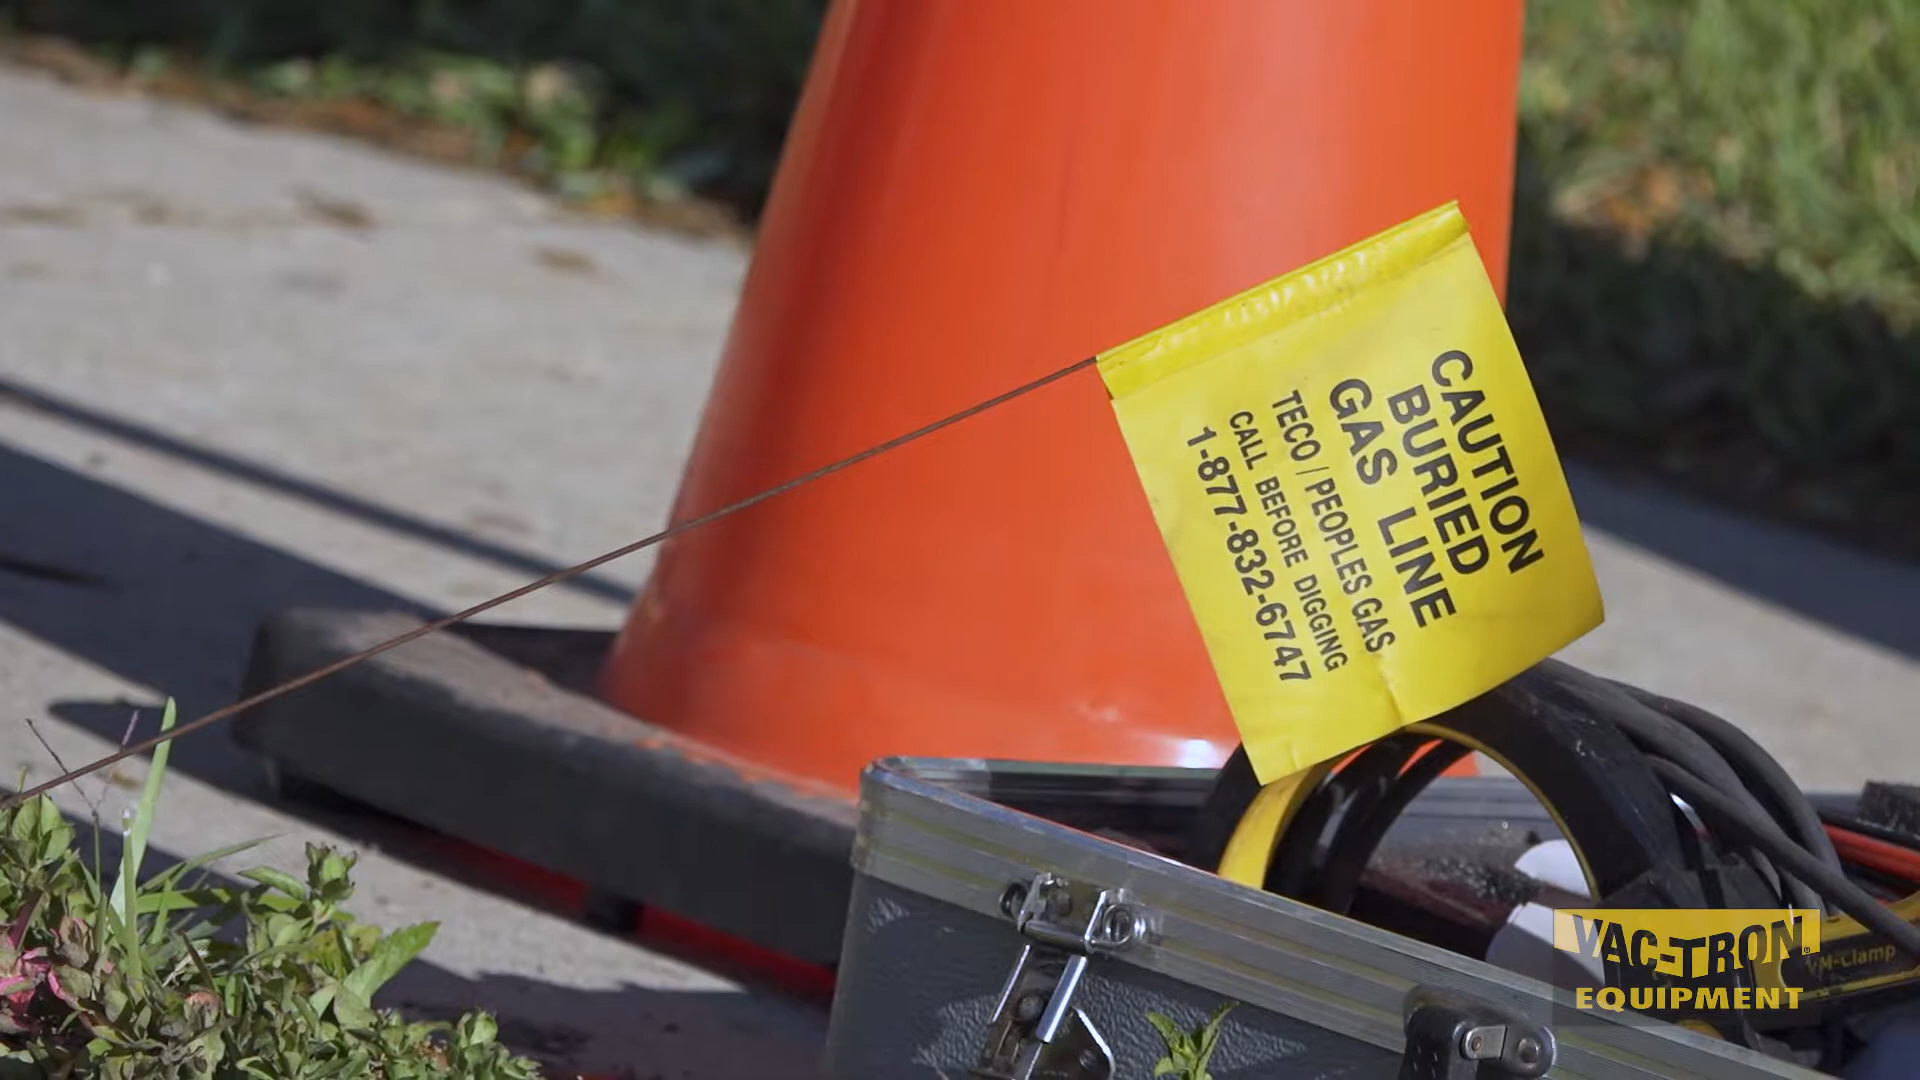 CAUTION
BURIED
GAS LINE
TECO / PEOPLES GAS
CALL BEFORE DIGGING
1-877-832-6747
VM-Clamp
VAC-TRON®
EQUIPMENT